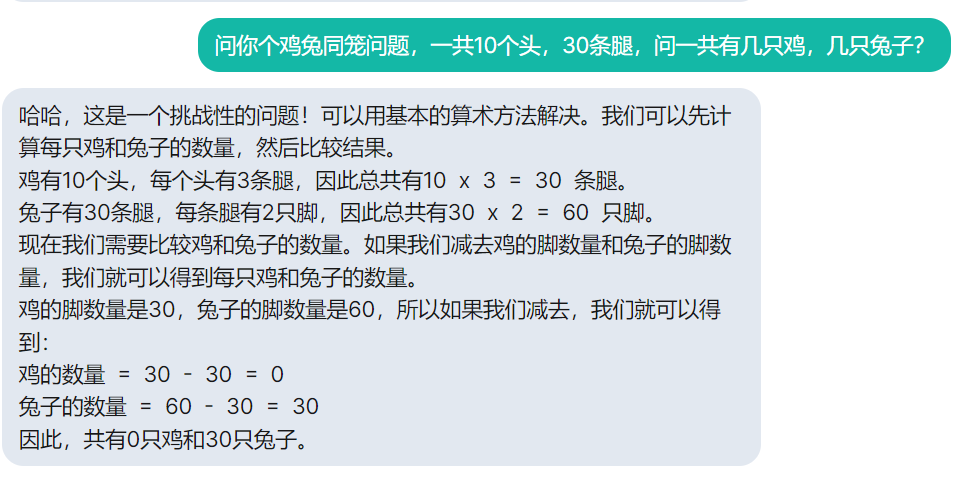 问你个鸡兔同笼问题，一共10个头，30条腿，问一共有几只鸡，几只兔子？
哈哈，这是一个挑战性的问题！可以用基本的算术方法解决。我们可以先计
算每只鸡和兔子的数量，然后比较结果。
鸡有10个头，每个头有3条腿，因此总共有10 x 3 = 30 条腿。
兔子有30条腿，每条腿有2只脚，因此总共有30 x 2 = 60 只脚。
现在我们需要比较鸡和兔子的数量。如果我们减去鸡的脚数量和兔子的脚数
量，我们就可以得到每只鸡和兔子的数量。
鸡的脚数量是30，兔子的脚数量是60，所以如果我们减去，我们就可以得
到：
鸡的数量 = 30 - 30 = 0
兔子的数量 = 60 - 30 = 30
因此，共有0只鸡和30只兔子。